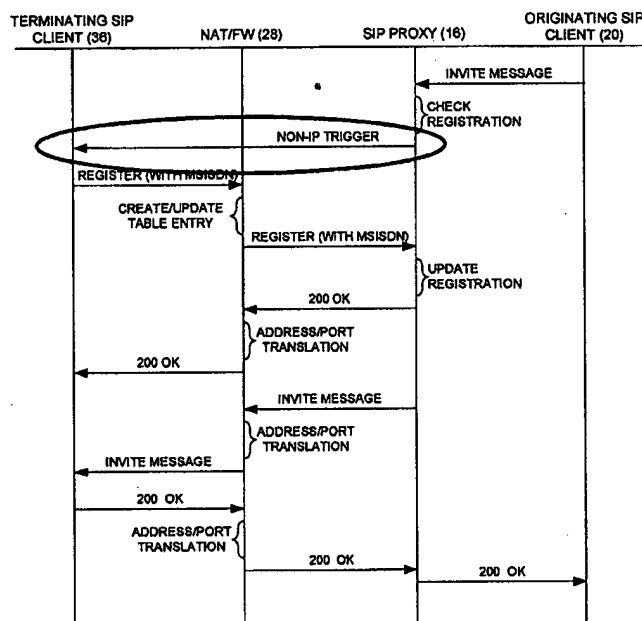 TERMINATING SIP
CLIENT (36)
NAT/FW (28)
SIP PROXY (16)
ORIGINATING SIP
CLIENT (20)
INVITE MESSAGE
CHECK
REGISTRATION
NON-IP TRIGGER
REGISTER (WITH MSISDN)
CREATE/UPDATE
TABLE ENTRY
REGISTER (WITH MSISDN)
UPDATE
REGISTRATION
200 OK
ADDRESS/PORT
TRANSLATION
200 OK
INVITE MESSAGE
ADDRESS/PORT
TRANSLATION
INVITE MESSAGE
200 OK
ADDRESS/PORT
TRANSLATION
200 OK
200 OK